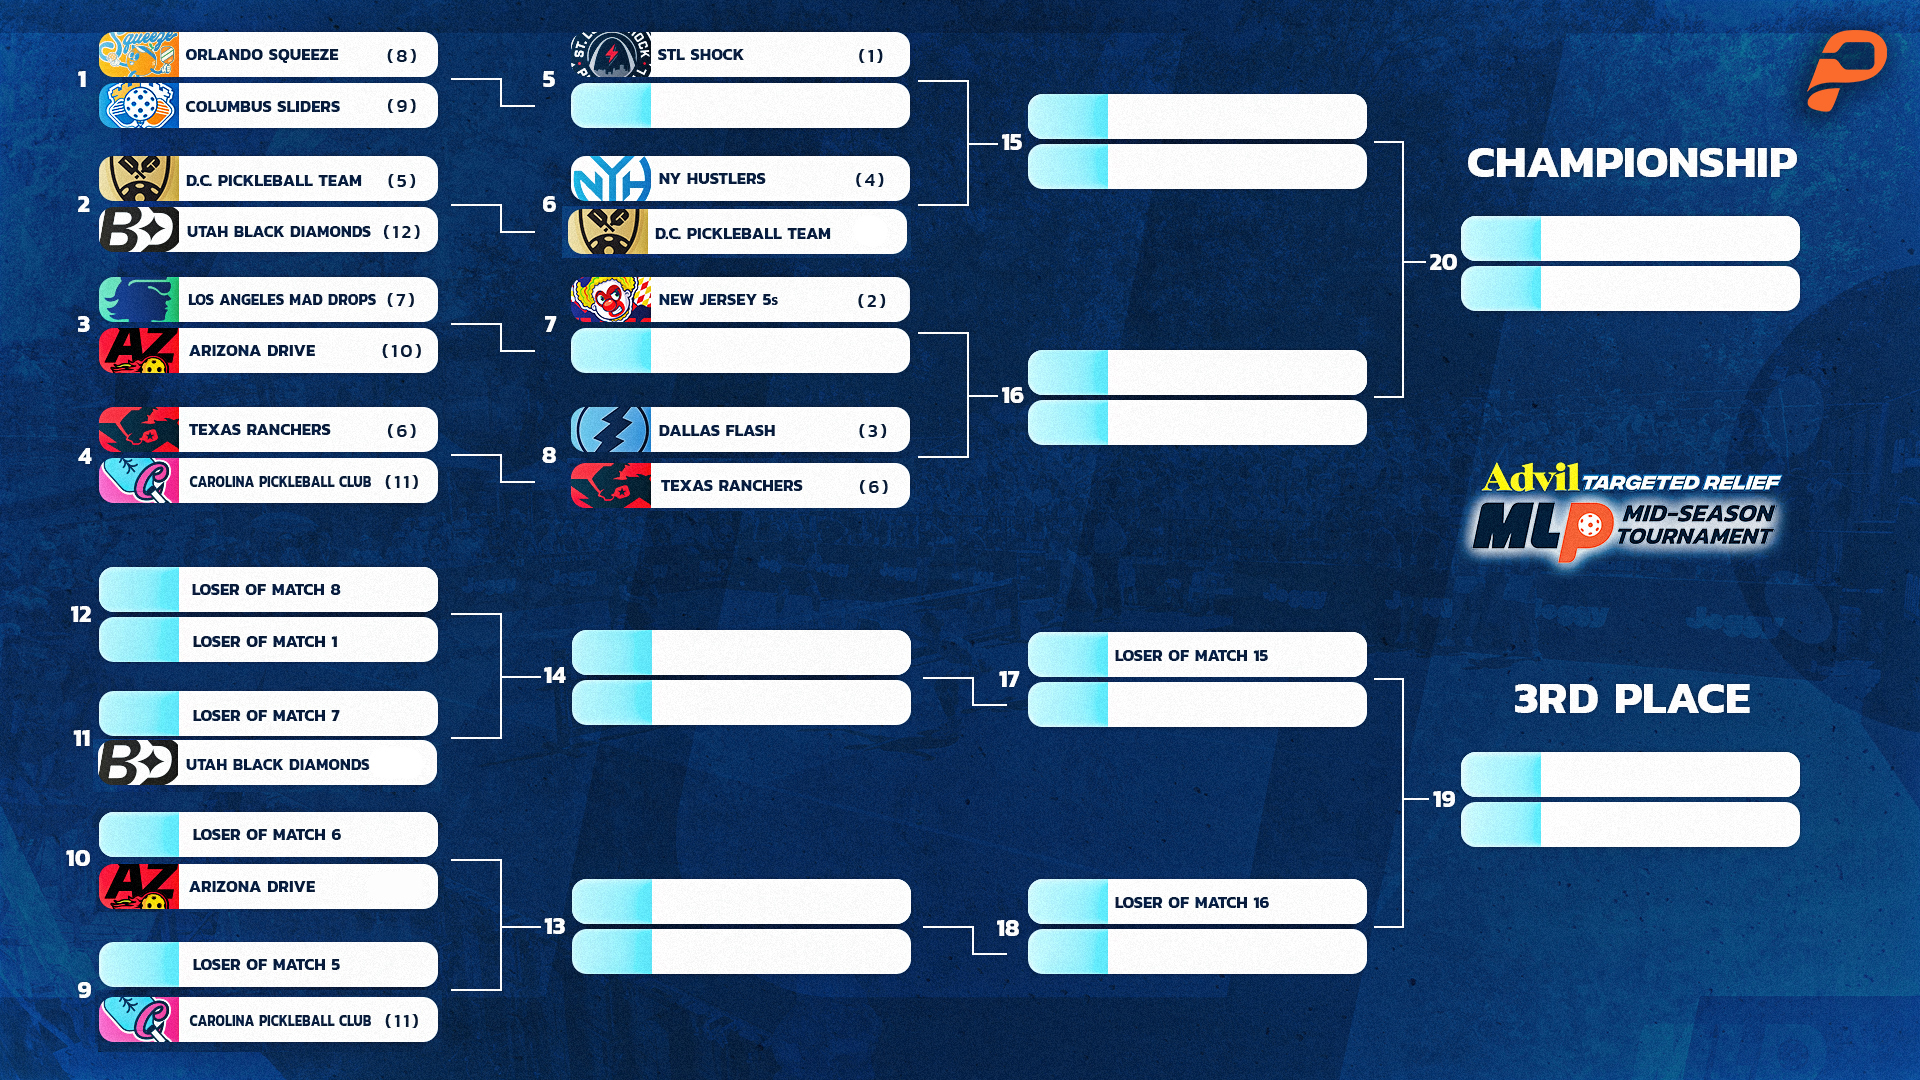 1
ORLANDO SQUEEZE (8)
COLUMBUS SLIDERS (9)
2
D.C. PICKLEBALL TEAM (5)
UTAH BLACK DIAMONDS (12)
3
LOS ANGELES MAD DROPS (7)
ARIZONA DRIVE (10)
4
TEXAS RANCHERS (6)
CAROLINA PICKLEBALL CLUB (11)
5
STL SHOCK (1)
6
NY HUSTLERS (4)
D.C. PICKLEBALL TEAM
7
NEW JERSEY 5s (2)
8
DALLAS FLASH (3)
TEXAS RANCHERS (6)
15
16
CHAMPIONSHIP
20
Advil TARGETED RELIEF
MLP MID-SEASON
TOURNAMENT
12
LOSER OF MATCH 8
LOSER OF MATCH 1
11
LOSER OF MATCH 7
UTAH BLACK DIAMONDS
10
LOSER OF MATCH 6
ARIZONA DRIVE
9
LOSER OF MATCH 5
CAROLINA PICKLEBALL CLUB (11)
14
13
17
LOSER OF MATCH 15
18
LOSER OF MATCH 16
3RD PLACE
19